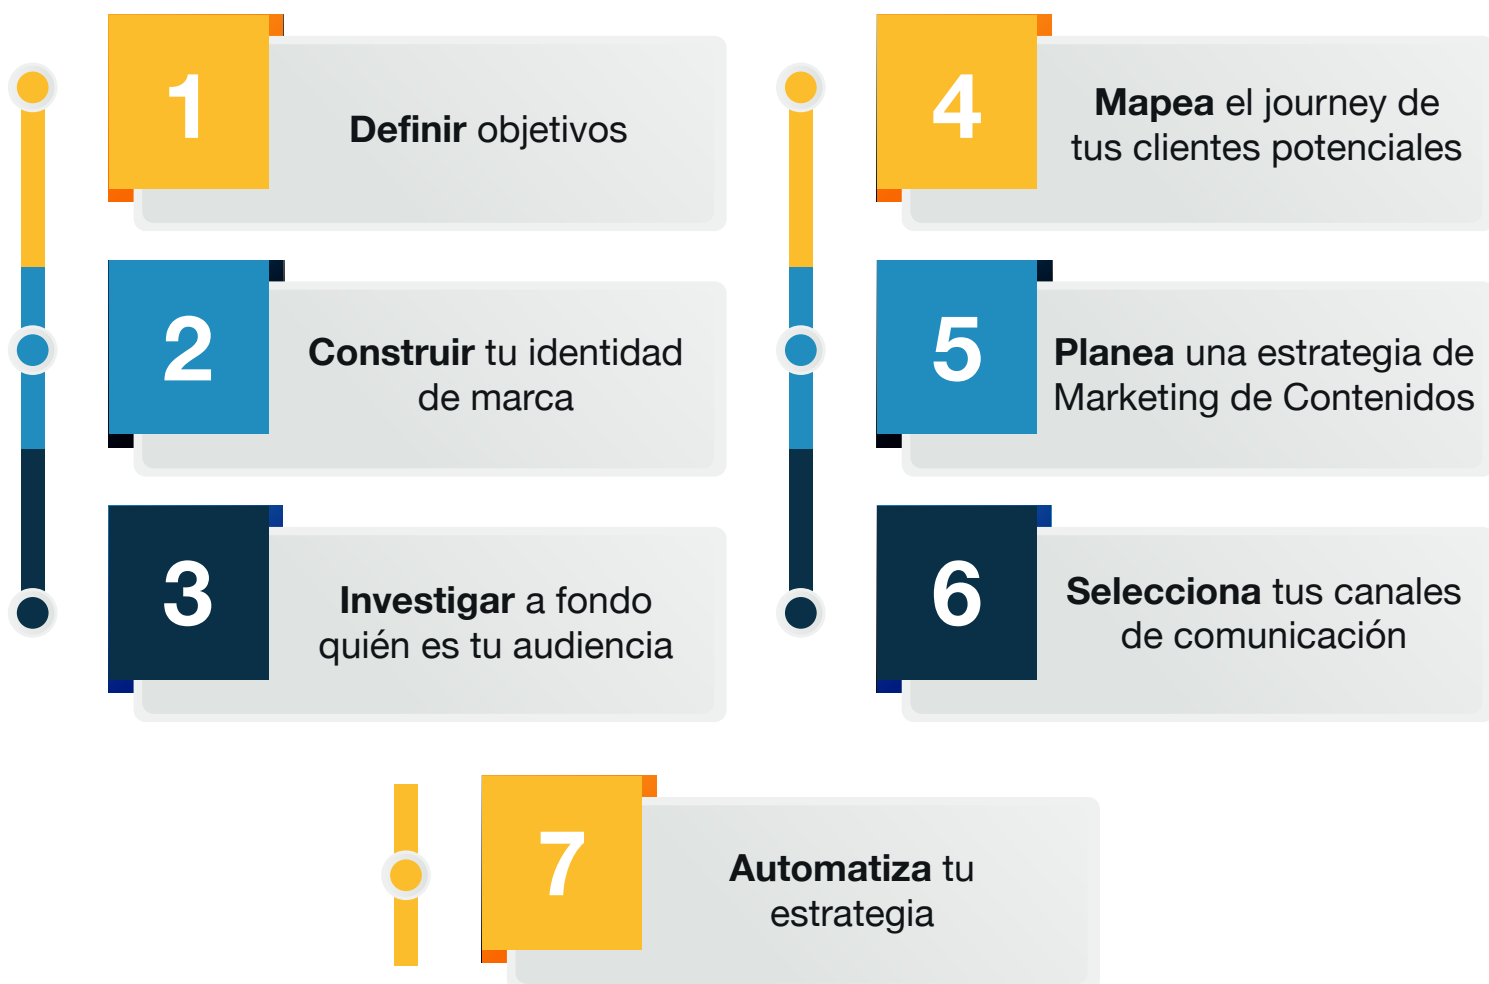 1
Definir objetivos
2
Construir tu identidad
de marca
3
Investigar a fondo
quién es tu audiencia
4
Mapea el journey de
tus clientes potenciales
5
Planea una estrategia de
Marketing de Contenidos
6
Selecciona tus canales
de comunicación
7
Automatiza tu
estrategia